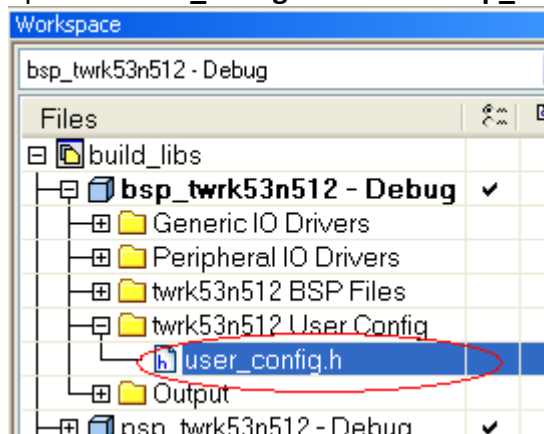 Workspace
bsp_twrk53n512 - Debug
Files
build_libs
bsp_twrk53n512 - Debug
Generic IO Drivers
Peripheral IO Drivers
twrk53n512 BSP Files
twrk53n512 User Config
user_config.h
Output
psp_twrk53n512 - Debug